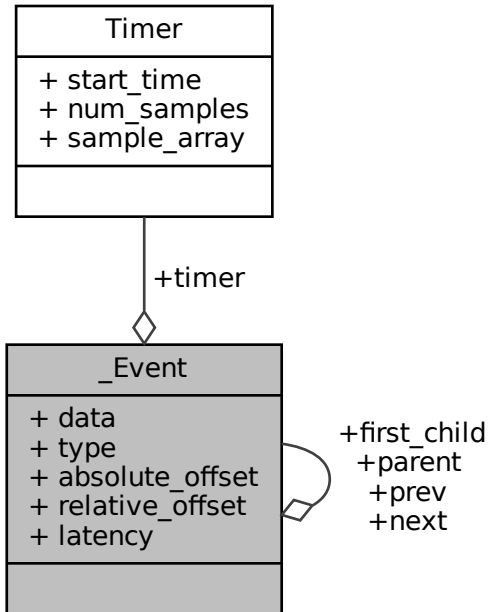 Timer
+ start_time
+ num_samples
+ sample_array
+timer
_Event
+ data
+ type
+ absolute_offset
+ relative_offset
+ latency
+first_child
+parent
+prev
+next